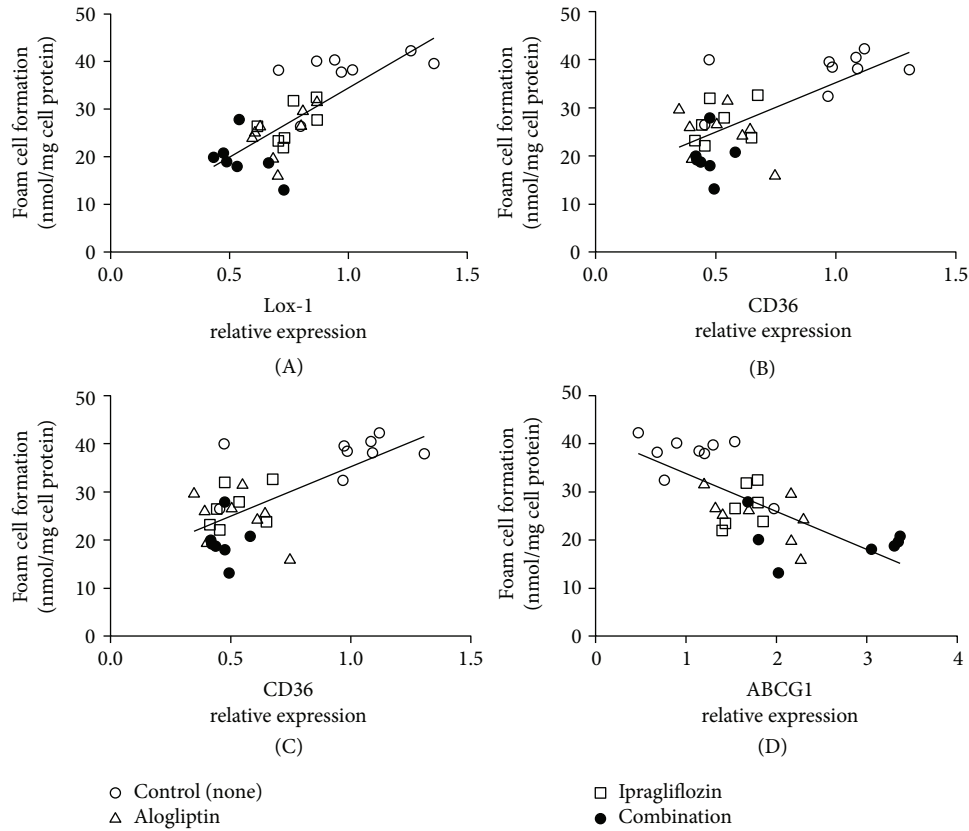 50
40
30
20
10
0
Foam cell formation
(nmol/mg cell protein)
0.0 0.5 1.0 1.5
Lox-1
relative expression
(A)
50
40
30
20
10
0
Foam cell formation
(nmol/mg cell protein)
0.0 0.5 1.0 1.5
CD36
relative expression
(B)
50
40
30
20
10
0
Foam cell formation
(nmol/mg cell protein)
0.0 0.5 1.0 1.5
CD36
relative expression
(C)
50
40
30
20
10
0
Foam cell formation
(nmol/mg cell protein)
0 1 2 3 4
ABCG1
relative expression
(D)
Control (none)
Alogliptin
Ipragliflozin
Combination